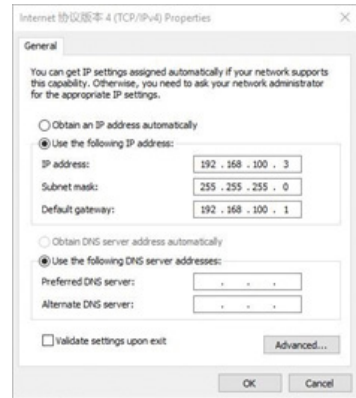 Internet 协议版本 4 (TCP/IPv4) Properties
General
You can get IP settings assigned automatically if your network supports
this capability. Otherwise, you need to ask your network administrator
for the appropriate IP settings.
Obtain an IP address automatically
Use the following IP address:
IP address: 192 . 168 . 100 . 3
Subnet mask: 255 . 255 . 255 . 0
Default gateway: 192 . 168 . 100 . 1
Obtain DNS server address automatically
Use the following DNS server addresses:
Preferred DNS server: . . .
Alternate DNS server: . . .
Validate settings upon exit
Advanced...
OK Cancel